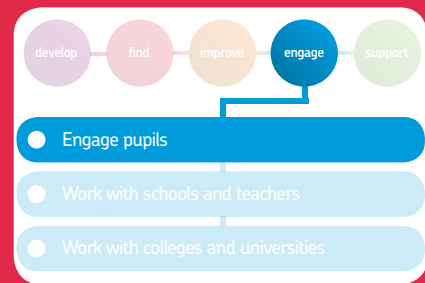 develop find improve engage support
Engage pupils
Work with schools and teachers
Work with colleges and universities